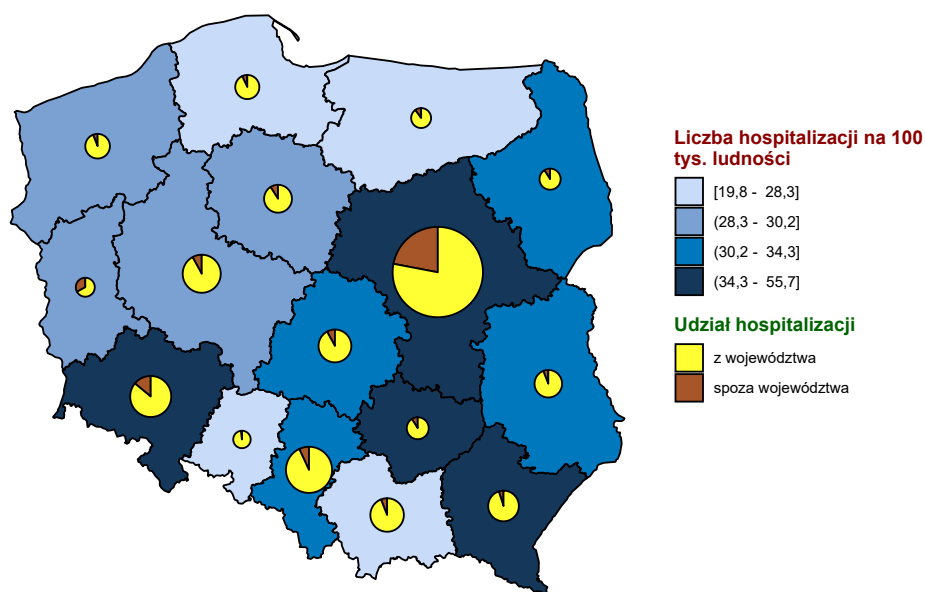 Liczba hospitalizacji na 100
tys. ludności
[19,8 - 28,3]
(28,3 - 30,2]
(30,2 - 34,3]
(34,3 - 55,7]
Udział hospitalizacji
z województwa
spoza województwa